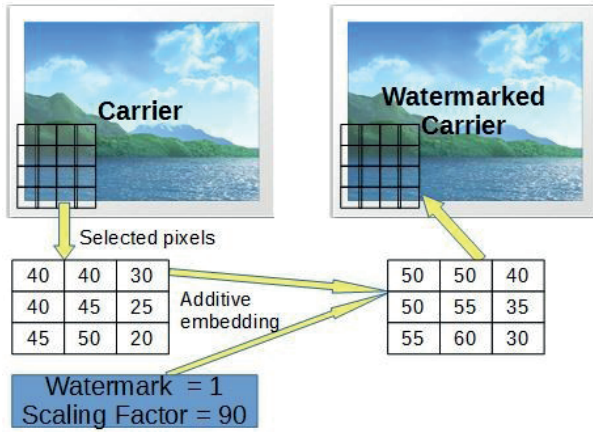 Carrier
Watermarked
Carrier
Selected pixels
40 40 30
40 45 25
45 50 20
Additive
embedding
50 50 40
50 55 35
55 60 30
Watermark = 1
Scaling Factor = 90